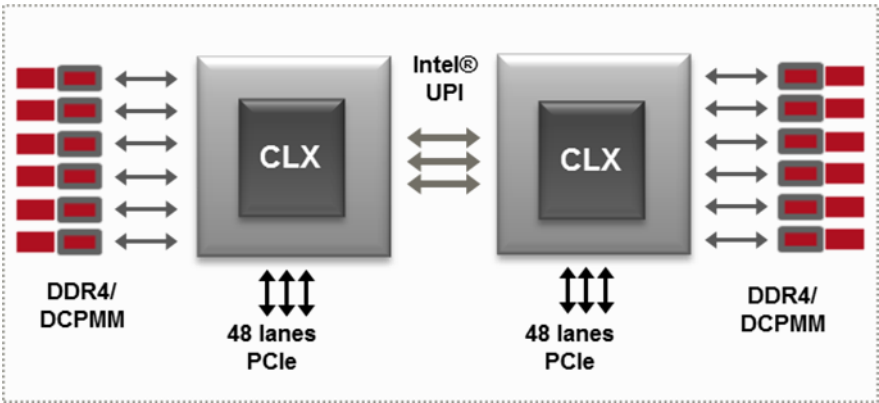 Intel®
UPI
CLX
CLX
DDR4/
DCPMM
48 lanes
PCIe
48 lanes
PCIe
DDR4/
DCPMM